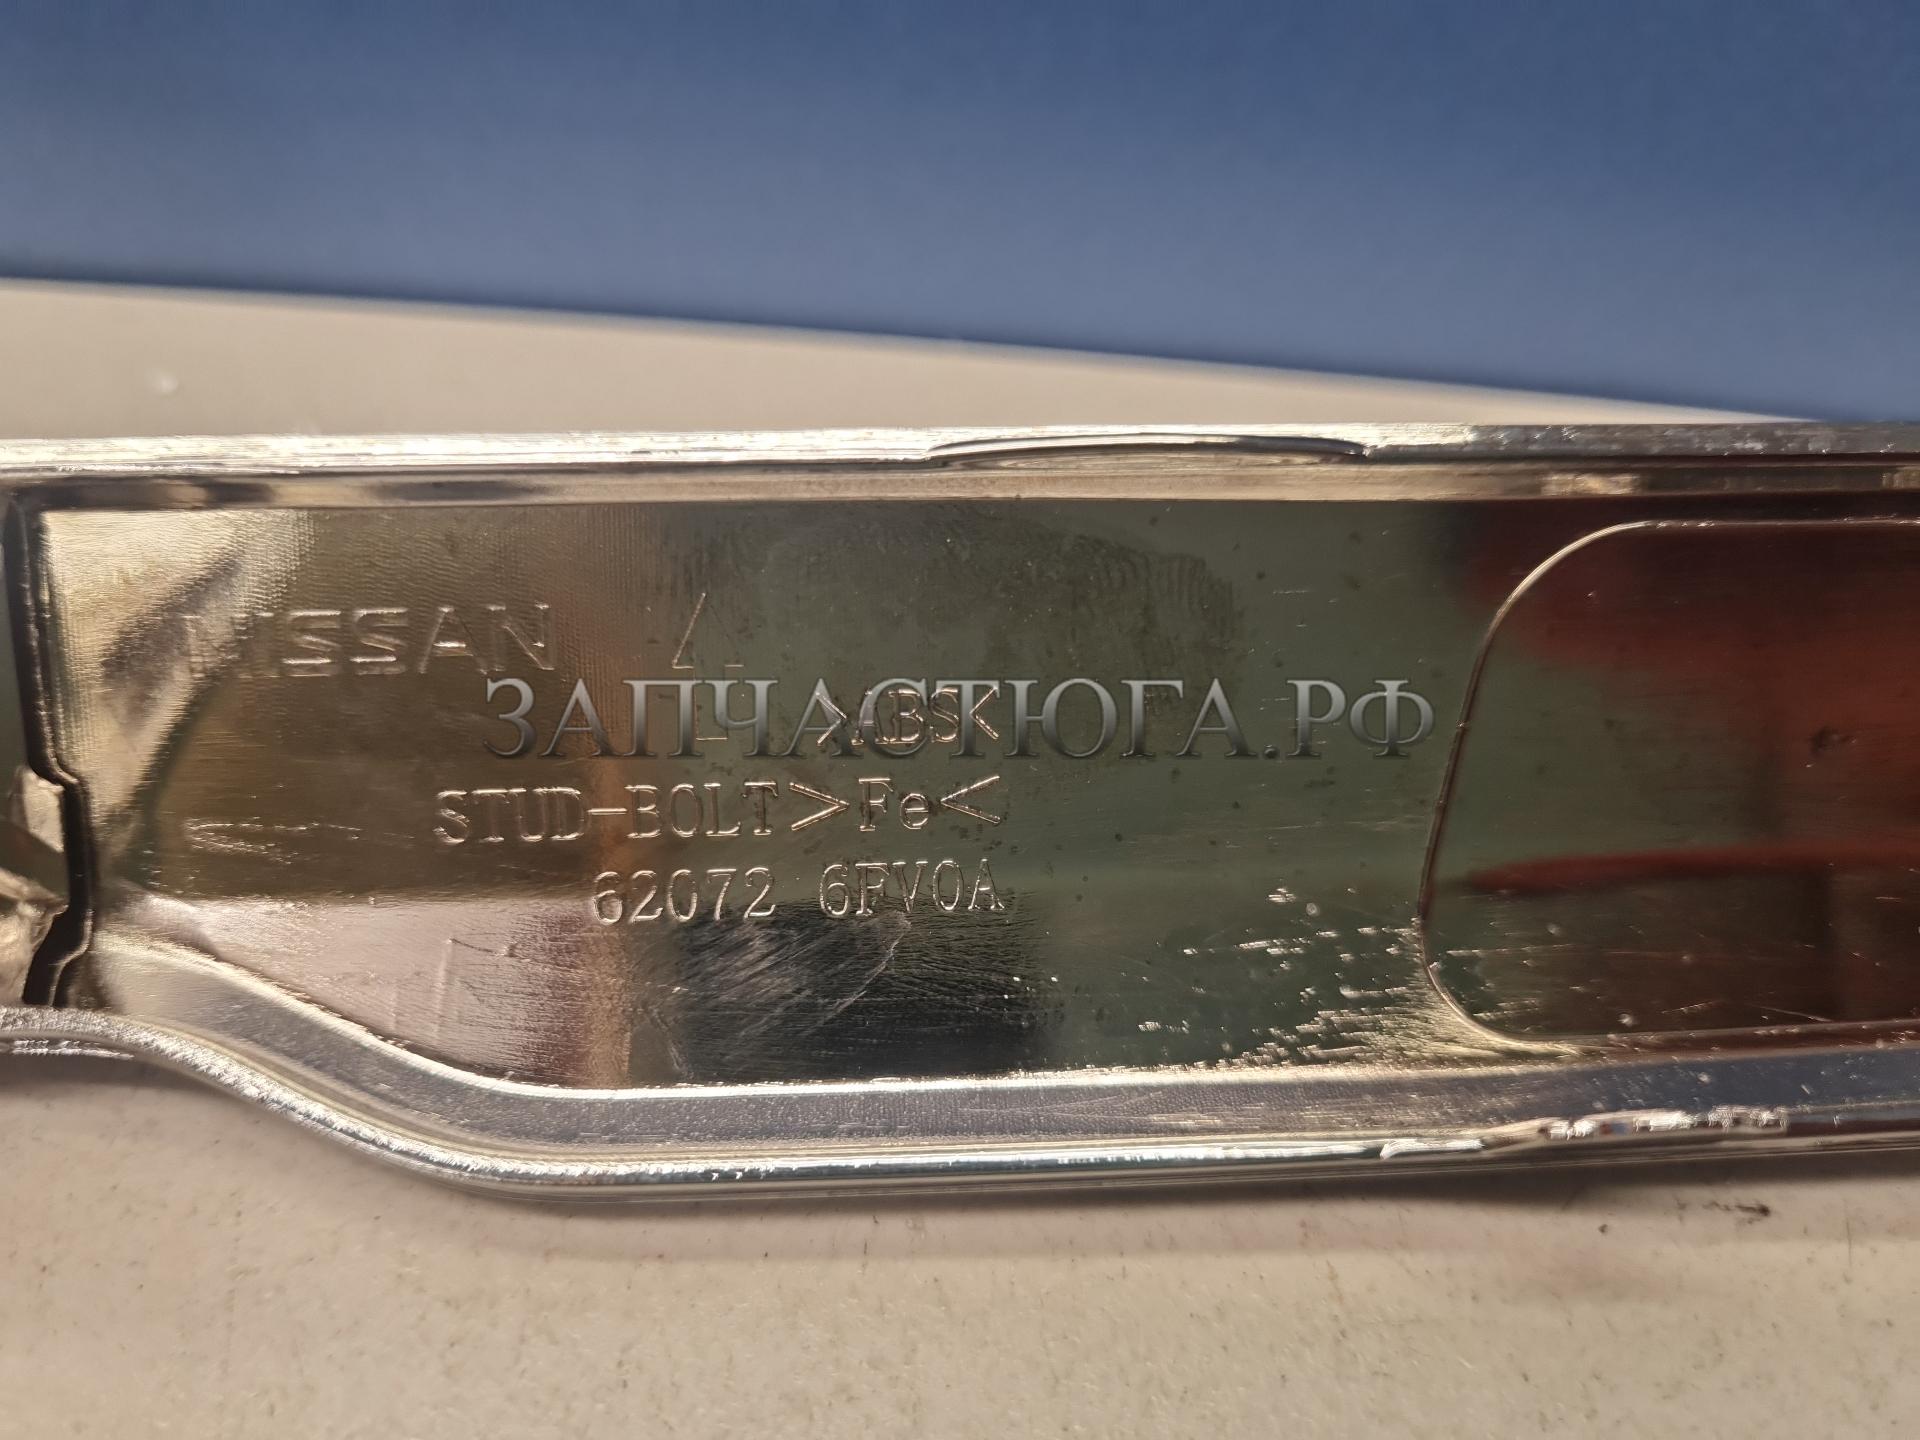 NISSAN
>ABS<
ЗАПЧАСТЮГА.РФ
STUD-BOLT>Fe<
62072 6FV0A